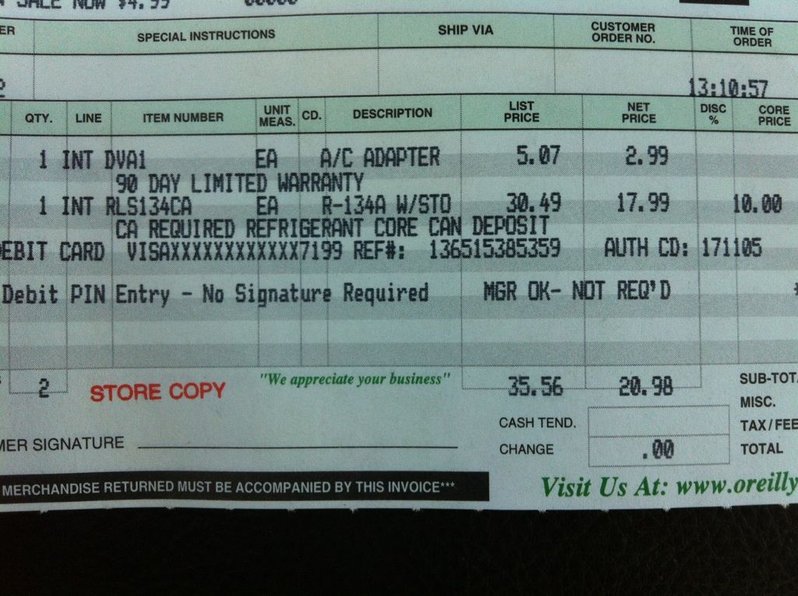 SALE NOW $4.99
ER SPECIAL INSTRUCTIONS SHIP VIA CUSTOMER ORDER NO. TIME OF ORDER
2 13:10:57
QTY. LINE ITEM NUMBER UNIT MEAS. CD. DESCRIPTION LIST PRICE NET PRICE DISC % CORE PRICE
1 INT DVA1 EA A/C ADAPTER 5.07 2.99
90 DAY LIMITED WARRANTY
1 INT RLS134CA EA R-134A W/STO 30.49 17.99 10.00
CA REQUIRED REFRIGERANT CORE CAN DEPOSIT
DEBIT CARD VISAXXXXXXXXXXXX7199 REF#: 136515385359 AUTH CD: 171105
Debit PIN Entry - No Signature Required MGR OK- NOT REQ'D
2 STORE COPY "We appreciate your business" 35.56 20.98 SUB-TOT
MISC.
CASH TEND. TAX/FEE
MER SIGNATURE CHANGE .00 TOTAL
MERCHANDISE RETURNED MUST BE ACCOMPANIED BY THIS INVOICE***
Visit Us At: www.oreilly